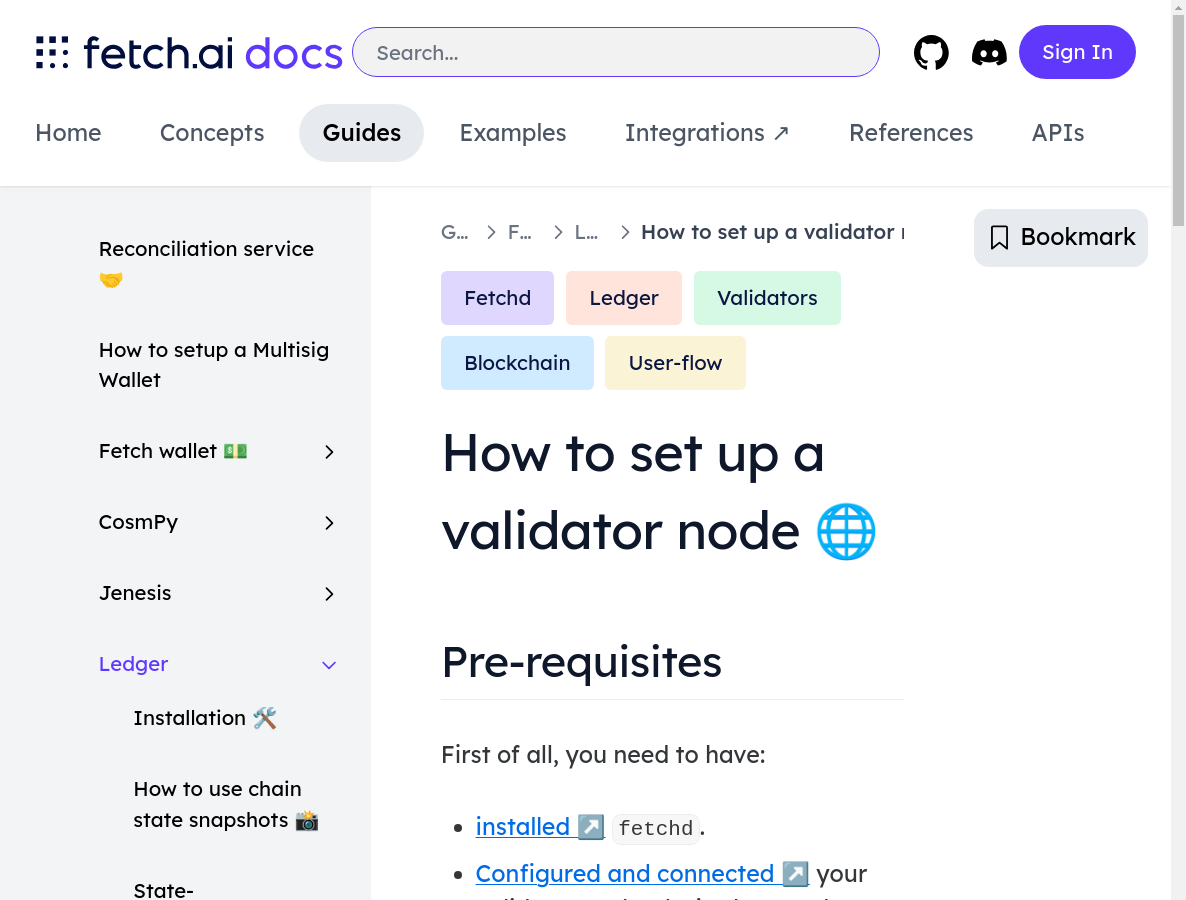 fetch.ai docs
Search...
Sign In
Home
Concepts
Guides
Examples
Integrations ↗
References
APIs
Reconciliation service
🤝
How to setup a Multisig
Wallet
Fetch wallet 💵
CosmPy
Jenesis
Ledger
Installation 🛠️
How to use chain
state snapshots 📸
State-
G… > F… > L… > How to set up a validator
Bookmark
Fetchd
Ledger
Validators
Blockchain
User-flow
How to set up a
validator node 🌐
Pre-requisites
First of all, you need to have:
• installed ↗️ fetchd.
• Configured and connected ↗️ your